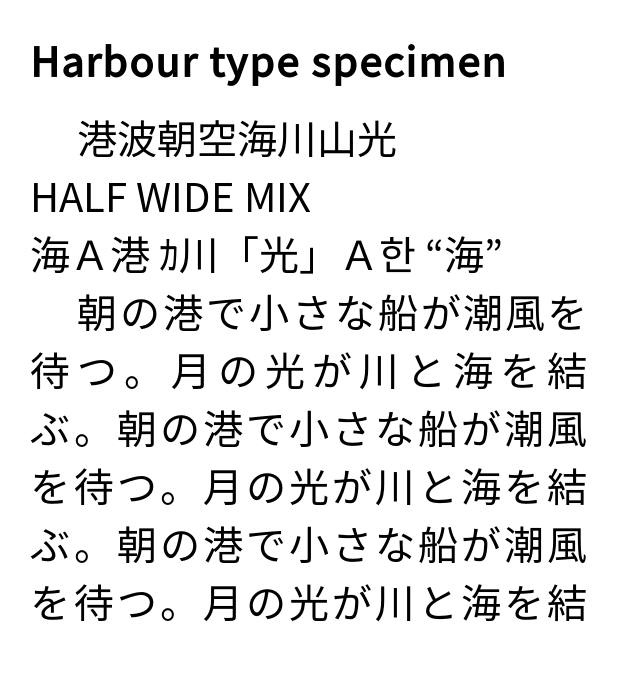 Harbour type specimen
　港波朝空海川山光
HALF WIDE MIX
海Ａ港 ｶ川「光」Ａ한 “海”
　朝の港で小さな船が潮風を
待つ。月の光が川と海を結
ぶ。朝の港で小さな船が潮風
を待つ。月の光が川と海を結
ぶ。朝の港で小さな船が潮風
を待つ。月の光が川と海を結